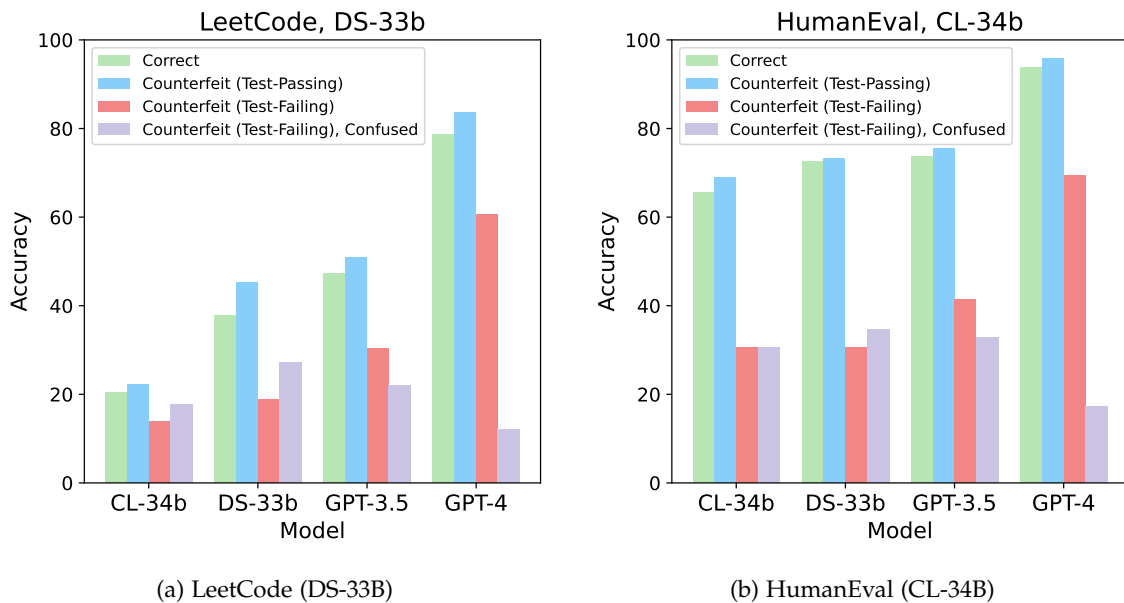 LeetCode, DS-33b
100
80
60
40
20
0
Accuracy
Correct
Counterfeit (Test-Passing)
Counterfeit (Test-Failing)
Counterfeit (Test-Failing), Confused
CL-34b DS-33b GPT-3.5 GPT-4
Model
(a) LeetCode (DS-33B)
HumanEval, CL-34b
100
80
60
40
20
0
Accuracy
Correct
Counterfeit (Test-Passing)
Counterfeit (Test-Failing)
Counterfeit (Test-Failing), Confused
CL-34b DS-33b GPT-3.5 GPT-4
Model
(b) HumanEval (CL-34B)